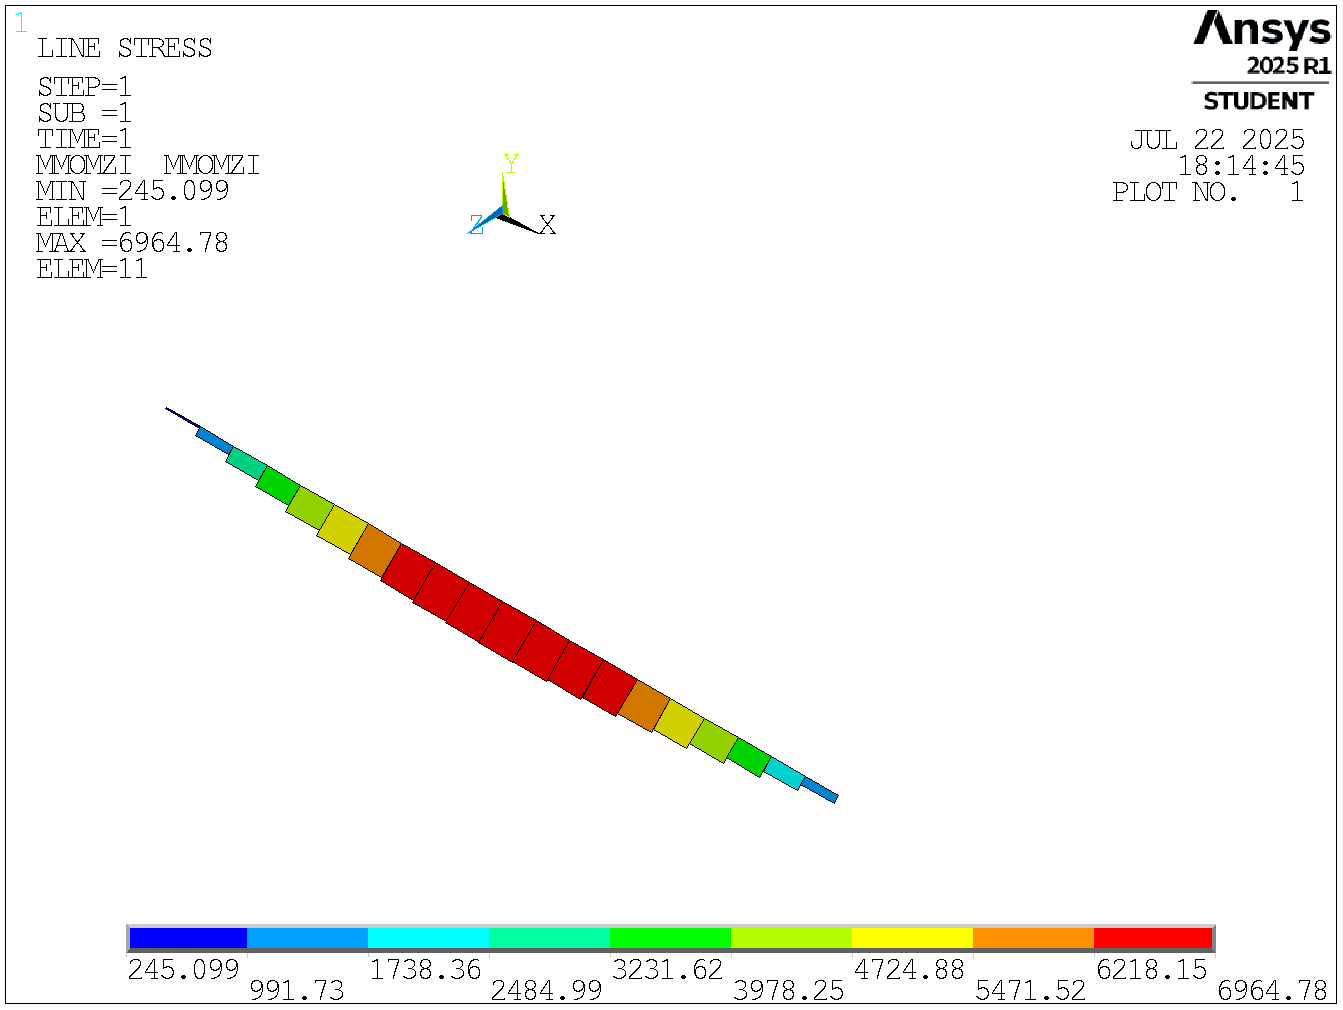 1
LINE STRESS
STEP=1
SUB =1
TIME=1
MMOMZI  MMOMZI
MIN =245.099
ELEM=1
MAX =6964.78
ELEM=11
Ansys
2025 R1
STUDENT
JUL 22 2025
18:14:45
PLOT NO.   1
Y
Z
X
245.099
991.73
1738.36
2484.99
3231.62
3978.25
4724.88
5471.52
6218.15
6964.78